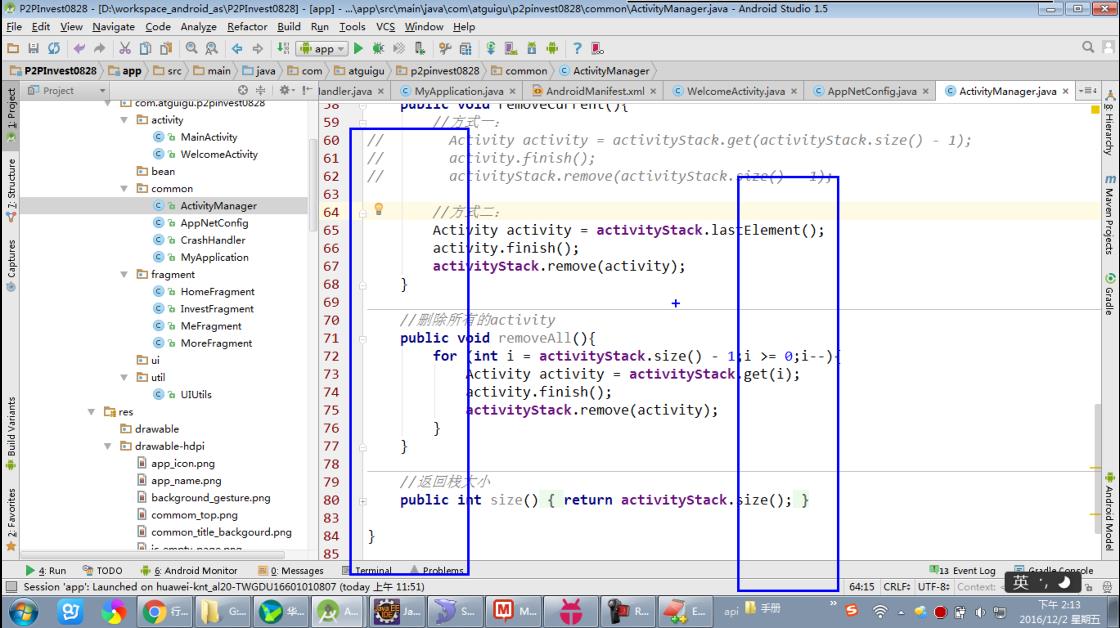 P2PInvest0828 - [D:\workspace_android_as\P2PInvest0828] - [app] - ...\app\src\main\java\com\atguigu\p2pinvest0828\common\ActivityManager.java - Android Studio 1.5
File Edit View Navigate Code Analyze Refactor Build Run Tools VCS Window Help
app
P2PInvest0828 app src main java com atguigu p2pinvest0828 common ActivityManager
Project
Handler.java MyApplication.java AndroidManifest.xml WelcomeActivity.java AppNetConfig.java ActivityManager.java
1: Project
7: Structure
Captures
Build Variants
2: Favorites
com.atguigu.p2pinvest0828
activity
MainActivity
WelcomeActivity
bean
common
ActivityManager
AppNetConfig
CrashHandler
MyApplication
fragment
HomeFragment
InvestFragment
MeFragment
MoreFragment
ui
util
UIUtils
res
drawable
drawable-hdpi
app_icon.png
app_name.png
background_gesture.png
commom_top.png
common_title_backgourd.png
is_empty_page.png
58 public void removeCurrent(){
59 //方式一：
60 // Activity activity = activityStack.get(activityStack.size() - 1);
61 // activity.finish();
62 // activityStack.remove(activityStack.size() - 1);
63
64 //方式二：
65 Activity activity = activityStack.lastElement();
66 activity.finish();
67 activityStack.remove(activity);
68 }
69
70 //删除所有的activity
71 public void removeAll(){
72 for (int i = activityStack.size() - 1;i >= 0;i--){
73 Activity activity = activityStack.get(i);
74 activity.finish();
75 activityStack.remove(activity);
76 }
77 }
78
79 //返回栈大小
80 public int size() { return activityStack.size(); }
83
84 }
85
8: Hierarchy
Maven Projects
Gradle
Android Model
4: Run TODO 6: Android Monitor 0: Messages Terminal Problems 13 Event Log Gradle Console
Session 'app': Launched on huawei-knt_al20-TWGDU16601010807 (today 上午 11:51) 64:15 CRLF÷ UTF-8÷ Context:
英
行... G:... 华... A... Ja... S... M... R... E... api 手册
下午 2:13
2016/12/2 星期五